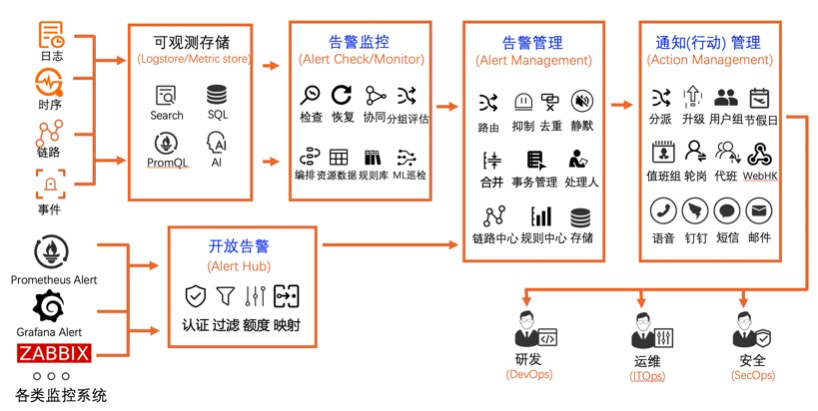 日志
时序
链路
事件
可观测存储
(Logstore/Metric store)
Search
SQL
PromQL
AI
AI
告警监控
(Alert Check/Monitor)
检查
恢复
协同
分组评估
编排
资源数据
规则库
ML巡检
告警管理
(Alert Management)
路由
抑制
去重
静默
合并
事务管理
处理人
链路中心
规则中心
存储
通知(行动) 管理
(Action Management)
分派
升级
用户组
节假日
值班组
轮岗
代班
WebHK
语音
钉钉
短信
邮件
Prometheus Alert
Grafana Alert
ZABBIX
各类监控系统
开放告警
(Alert Hub)
认证
过滤
额度
映射
研发
(DevOps)
运维
(ITOps)
安全
(SecOps)